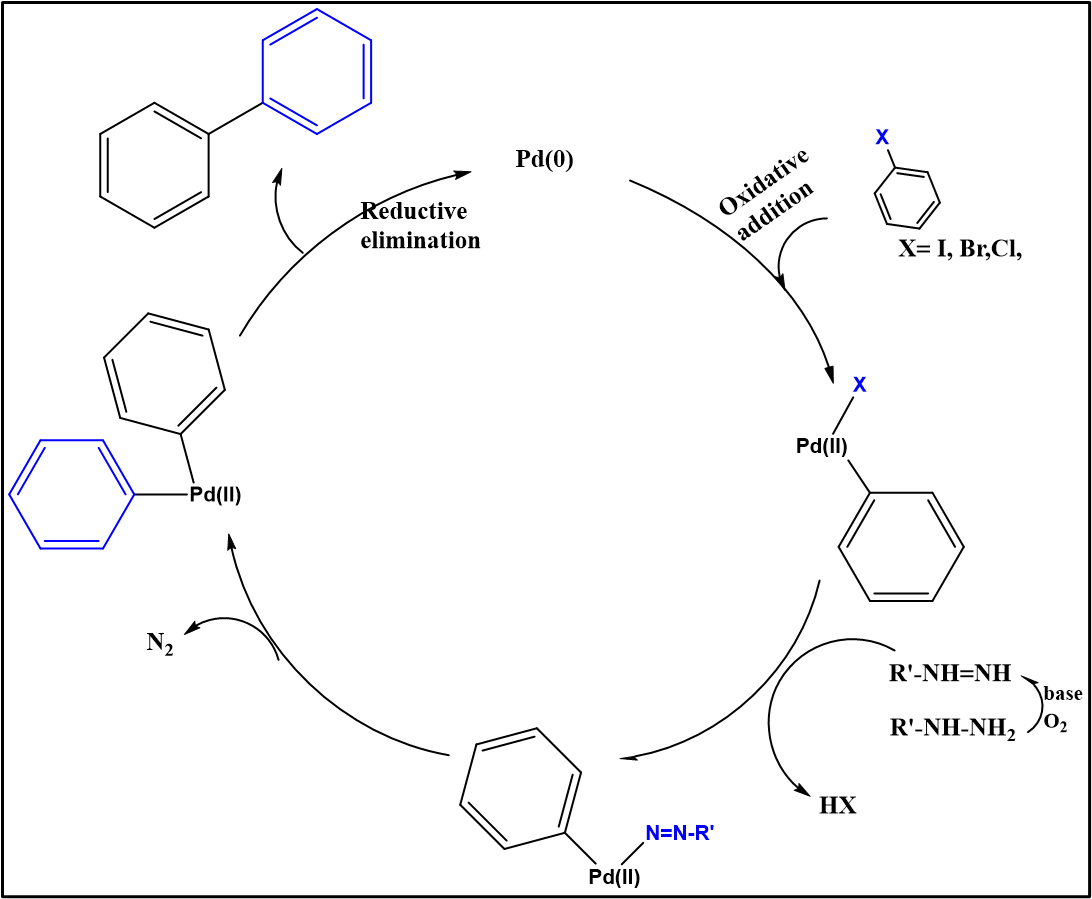 Pd(0)
Oxidative
addition
X
X= I, Br,Cl,
Reductive
elimination
X
Pd(II)
Pd(II)
N₂
R'-NH=NH
base
O₂
R'-NH-NH₂
HX
N=N-R'
Pd(II)